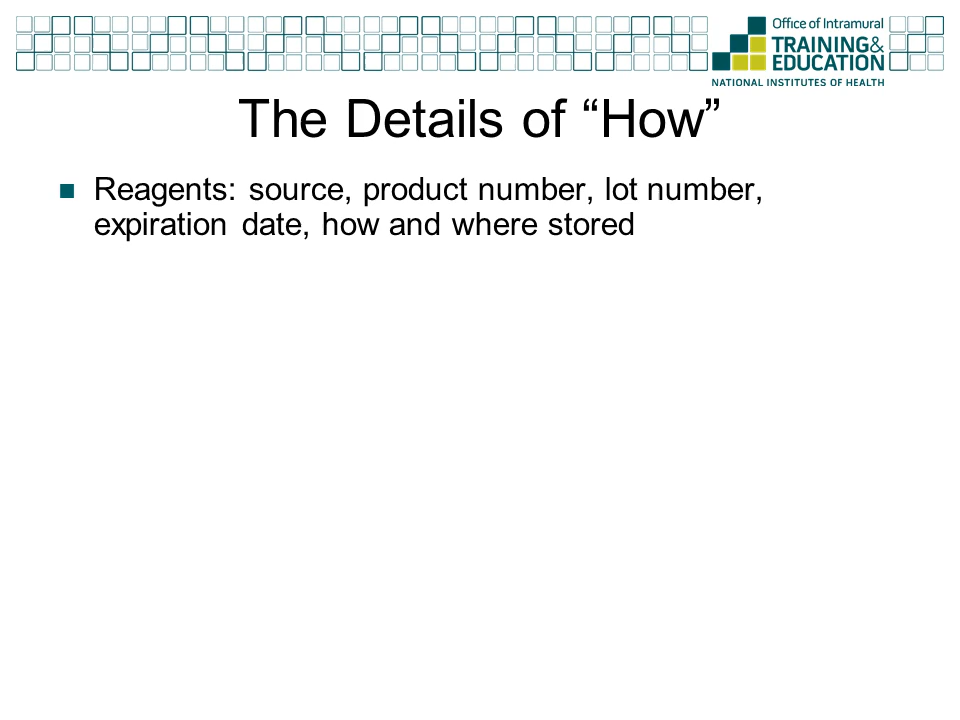 Office of Intramural
TRAINING&
EDUCATION
NATIONAL INSTITUTES OF HEALTH
The Details of “How”
Reagents: source, product number, lot number,
expiration date, how and where stored